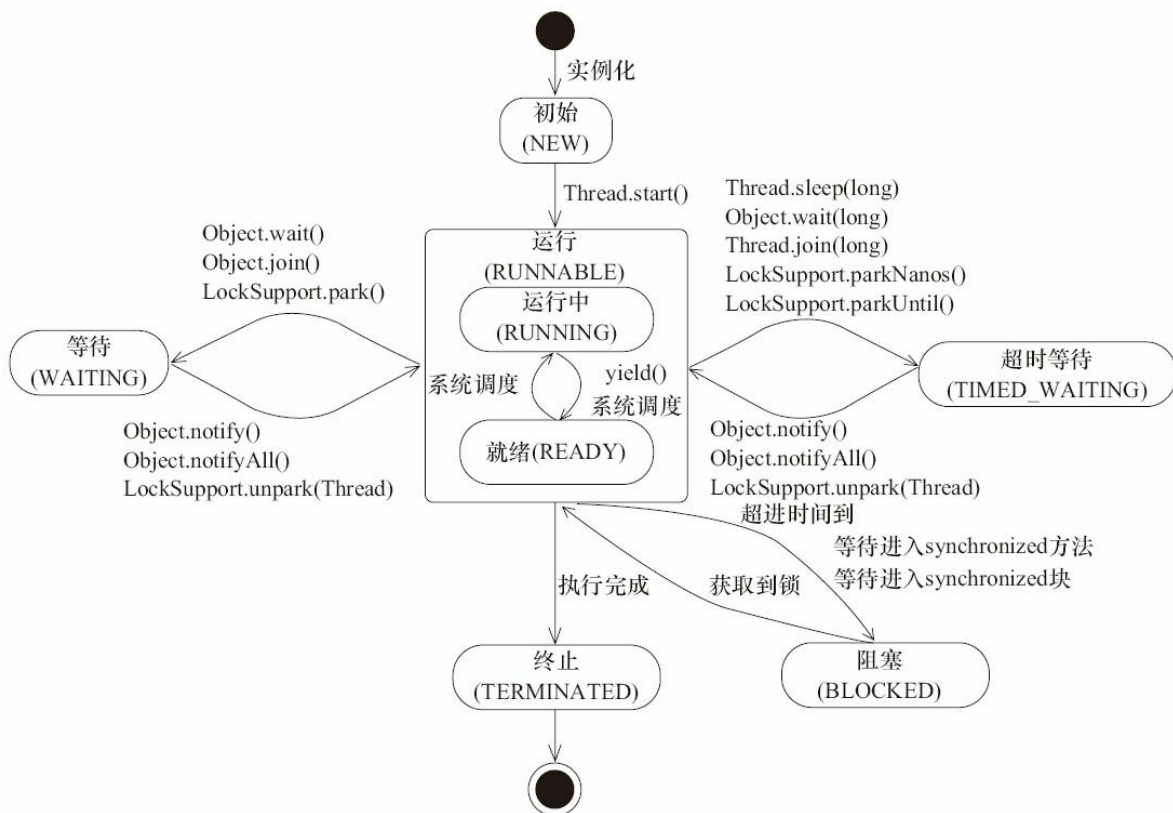 实例化
初始
(NEW)
Thread.start()
Object.wait()
Object.join()
LockSupport.park()
Thread.sleep(long)
Object.wait(long)
Thread.join(long)
LockSupport.parkNanos()
LockSupport.parkUntil()
运行
(RUNNABLE)
运行中
(RUNNING)
等待
(WAITING)
超时等待
(TIMED_WAITING)
系统调度
yield()
系统调度
就绪(READY)
Object.notify()
Object.notifyAll()
LockSupport.unpark(Thread)
Object.notify()
Object.notifyAll()
LockSupport.unpark(Thread)
超进时间到
等待进入synchronized方法
等待进入synchronized块
执行完成
获取到锁
终止
(TERMINATED)
阻塞
(BLOCKED)